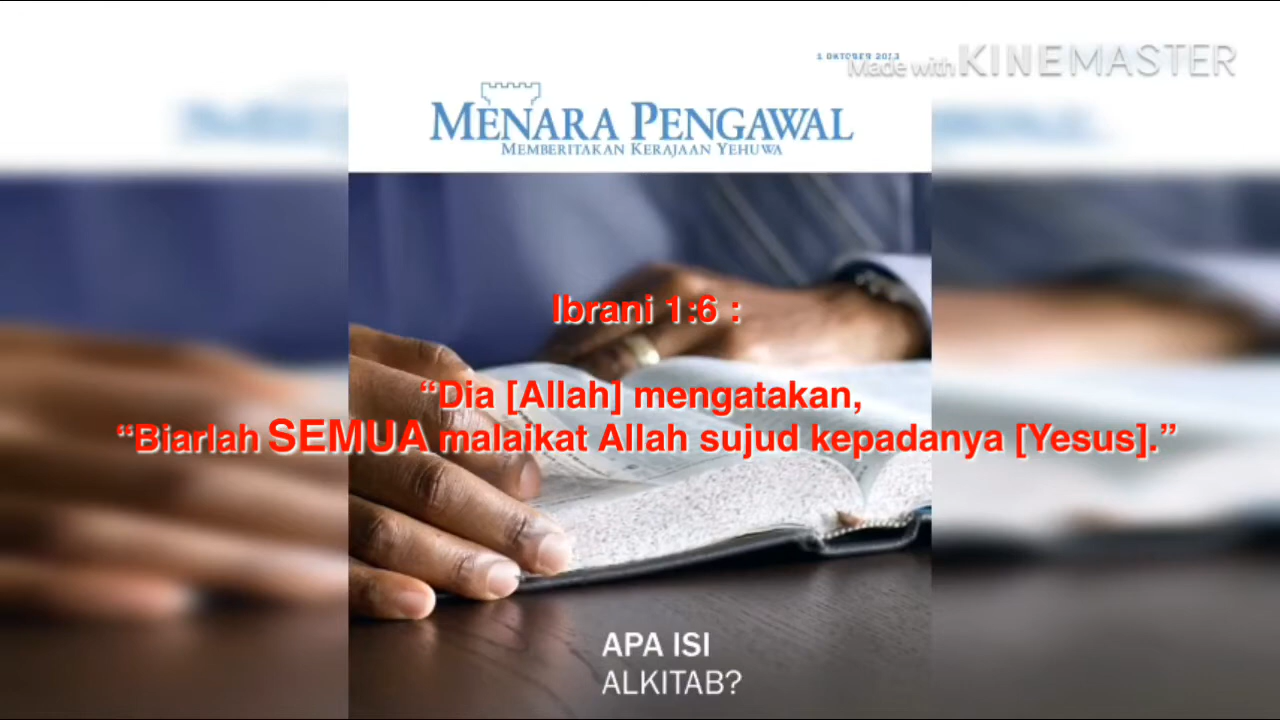 1 OKTOBER 2013
Made with KINEMASTER
MENARA PENGAWAL
MEMBERITAKAN KERAJAAN YEHUWA
Ibrani 1:6 :
“Dia [Allah] mengatakan,
“Biarlah SEMUA malaikat Allah sujud kepadanya [Yesus].”
APA ISI
ALKITAB?